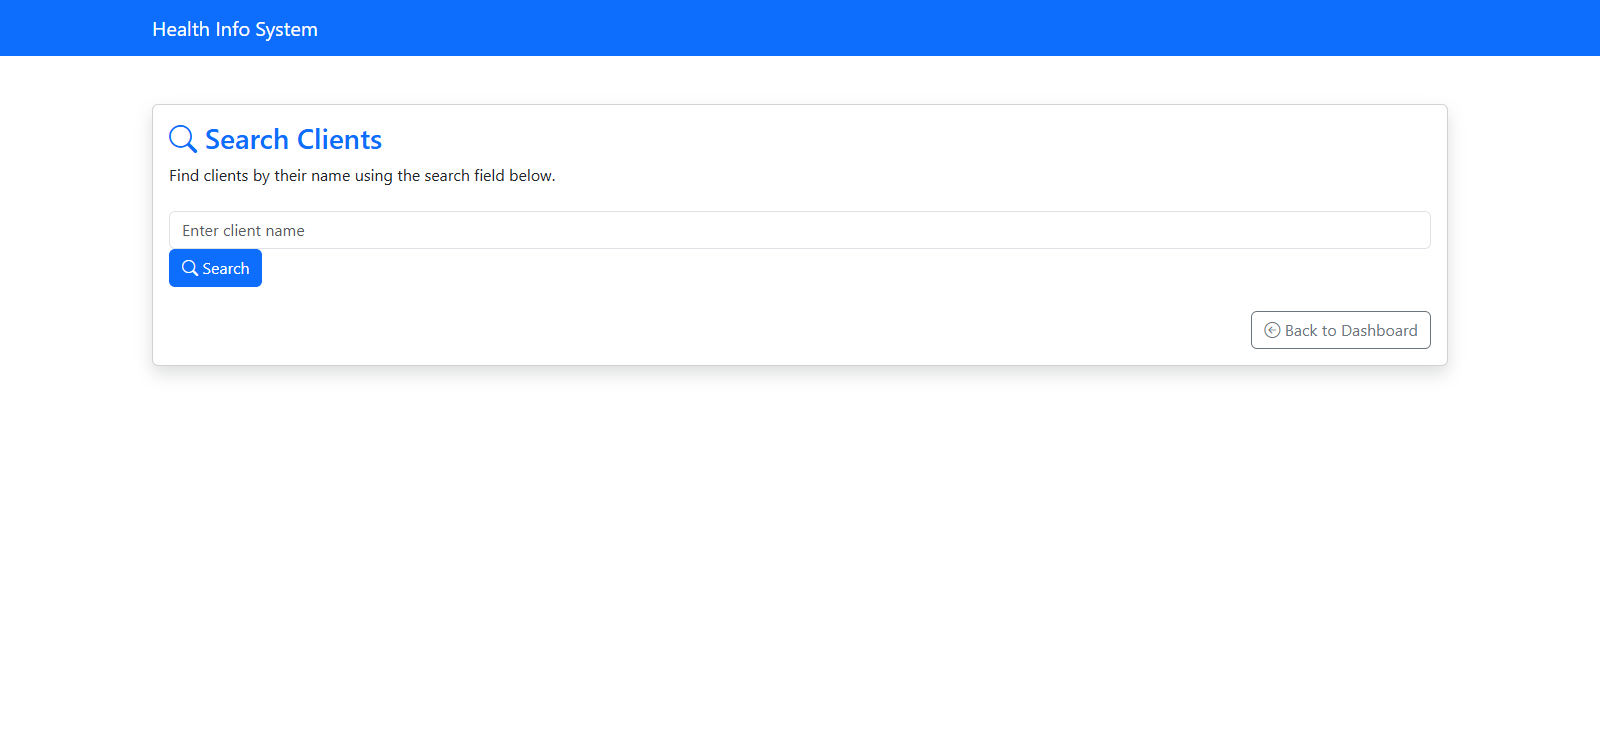 Health Info System
Search Clients
Find clients by their name using the search field below.
Enter client name
Search
Back to Dashboard